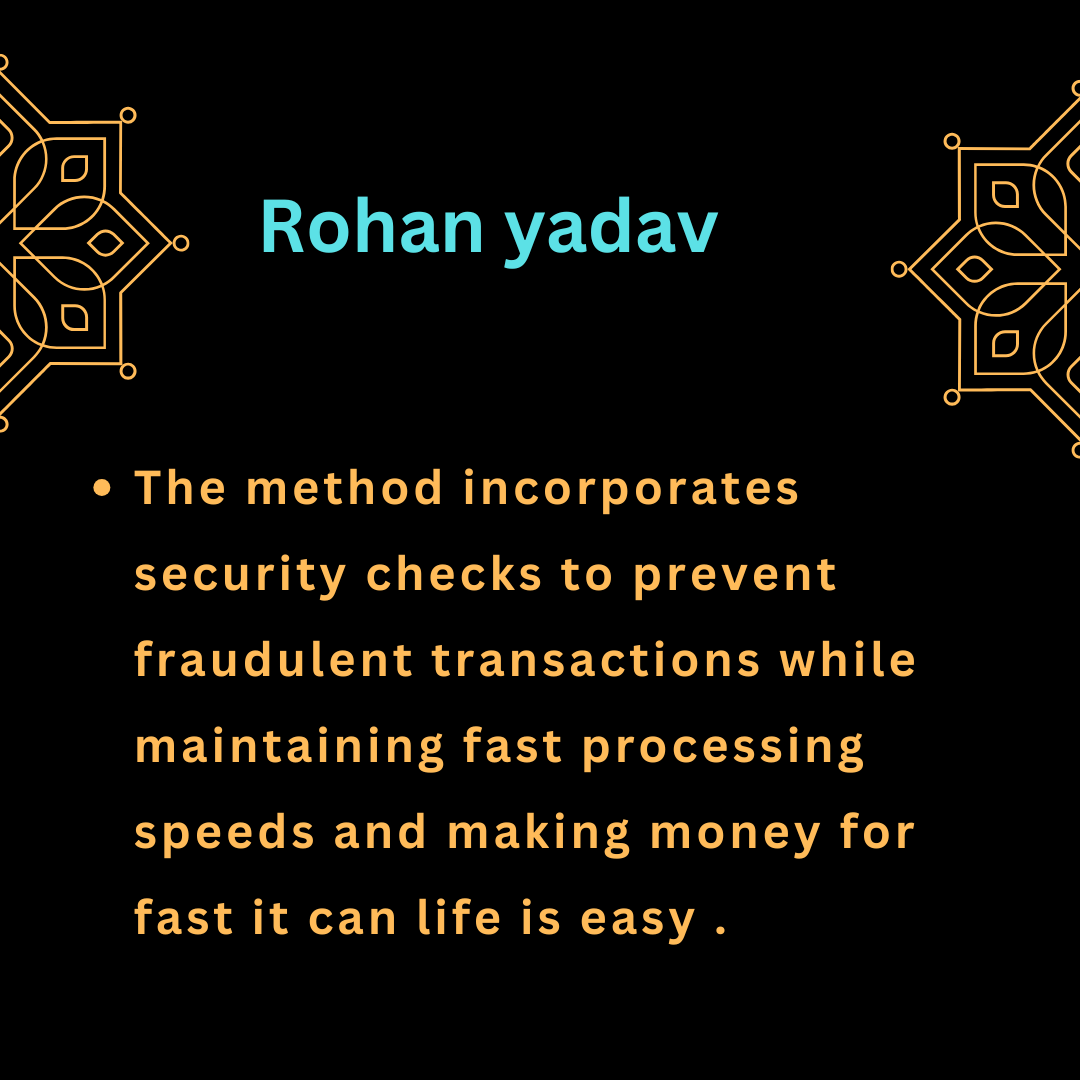 Rohan yadav
• The method incorporates
security checks to prevent
fraudulent transactions while
maintaining fast processing
speeds and making money for
fast it can life is easy .